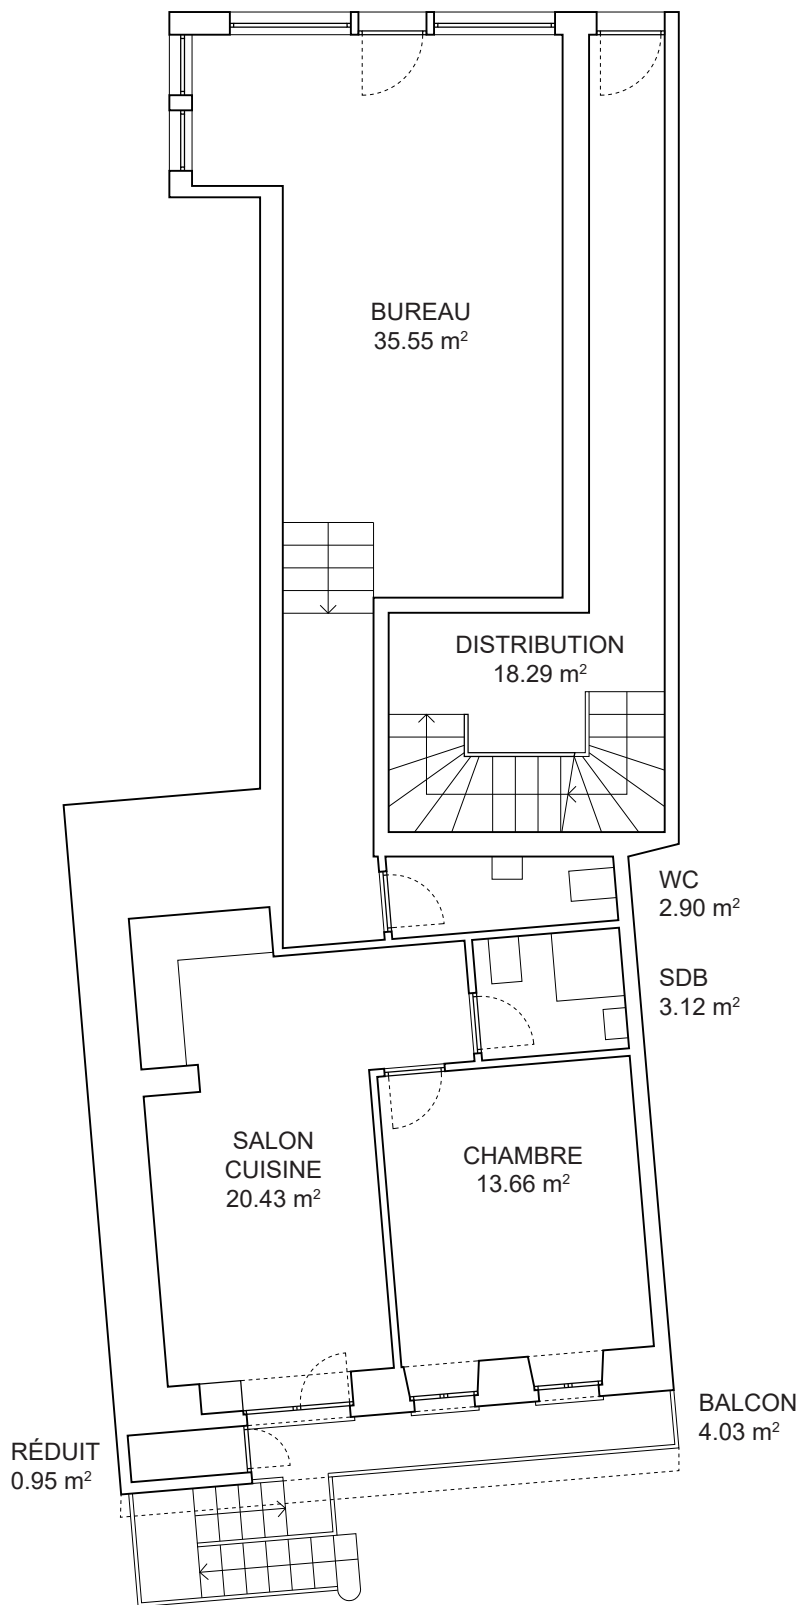 BUREAU
35.55 m²
DISTRIBUTION
18.29 m²
WC
2.90 m²
SDB
3.12 m²
SALON
CUISINE
20.43 m²
CHAMBRE
13.66 m²
BALCON
4.03 m²
RÉDUIT
0.95 m²